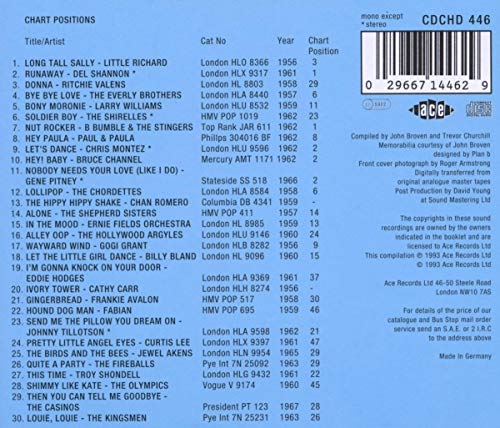 CHART POSITIONS
mono except
* stereo
CDCHD 446
Title/Artist Cat No Year Chart Position
1. LONG TALL SALLY - LITTLE RICHARD London HLO 8366 1956 3
2. RUNAWAY - DEL SHANNON * London HLX 9317 1961 1
3. DONNA - RITCHIE VALENS London HL 8803 1958 29
4. BYE BYE LOVE - THE EVERLY BROTHERS London HLA 8440 1957 6
5. BONY MORONIE - LARRY WILLIAMS London HLU 8532 1959 11
6. SOLDIER BOY - THE SHIRELLES * HMV POP 1019 1962 23
7. NUT ROCKER - B BUMBLE & THE STINGERS Top Rank JAR 611 1962 1
8. HEY PAULA - PAUL & PAULA Philips 304016 BF 1962 8
9. LET'S DANCE - CHRIS MONTEZ * London HLU 9596 1962 2
10. HEY! BABY - BRUCE CHANNEL Mercury AMT 1171 1962 2
11. NOBODY NEEDS YOUR LOVE (LIKE I DO) -
GENE PITNEY * Stateside SS 518 1966 2
12. LOLLIPOP - THE CHORDETTES London HLA 8584 1958 6
13. THE HIPPY HIPPY SHAKE - CHAN ROMERO Columbia DB 4341 1959 -
14. ALONE - THE SHEPHERD SISTERS HMV POP 411 1957 14
15. IN THE MOOD - ERNIE FIELDS ORCHESTRA London HL 8985 1959 13
16. ALLEY OOP - THE HOLLYWOOD ARGYLES London HLU 9146 1960 24
17. WAYWARD WIND - GOGI GRANT London HLB 8282 1956 9
18. LET THE LITTLE GIRL DANCE - BILLY BLAND London HL 9096 1960 15
19. I'M GONNA KNOCK ON YOUR DOOR -
EDDIE HODGES London HLA 9369 1961 37
20. IVORY TOWER - CATHY CARR London HLH 8274 1956 -
21. GINGERBREAD - FRANKIE AVALON HMV POP 517 1958 30
22. HOUND DOG MAN - FABIAN HMV POP 695 1959 46
23. SEND ME THE PILLOW YOU DREAM ON -
JOHNNY TILLOTSON * London HLA 9598 1962 21
24. PRETTY LITTLE ANGEL EYES - CURTIS LEE London HLX 9397 1961 47
25. THE BIRDS AND THE BEES - JEWEL AKENS London HLN 9954 1965 29
26. QUITE A PARTY - THE FIREBALLS Pye Int 7N 25092 1961 29
27. THIS TIME - TROY SHONDELL London HLG 9432 1961 22
28. SHIMMY LIKE KATE - THE OLYMPICS Vogue V 9174 1960 45
29. THEN YOU CAN TELL ME GOODBYE -
THE CASINOS President PT 123 1967 28
30. LOUIE, LOUIE - THE KINGSMEN Pye Int 7N 25231 1963 26
0 29667 14462 9
ACE
Compiled by John Broven and Trevor Churchill
Memorabilia courtesy of John Broven
designed by Plan b
Front cover photograph by Roger Armstrong
Digitally transferred from
original analogue master tapes
Post Production by David Young
at Sound Mastering Ltd
The copyrights in these sound
recordings are owned by the owners
indicated in the booklet and are
licensed to Ace Records Ltd
This compilation ℗ 1993 Ace Records Ltd
© 1993 Ace Records Ltd
Ace Records Ltd 46-50 Steele Road
London NW10 7AS
For details of the price of our
catalogue and Bus Stop mail order
service send an S.A.E. or 2 I.R.C.
to the address above
Made in Germany